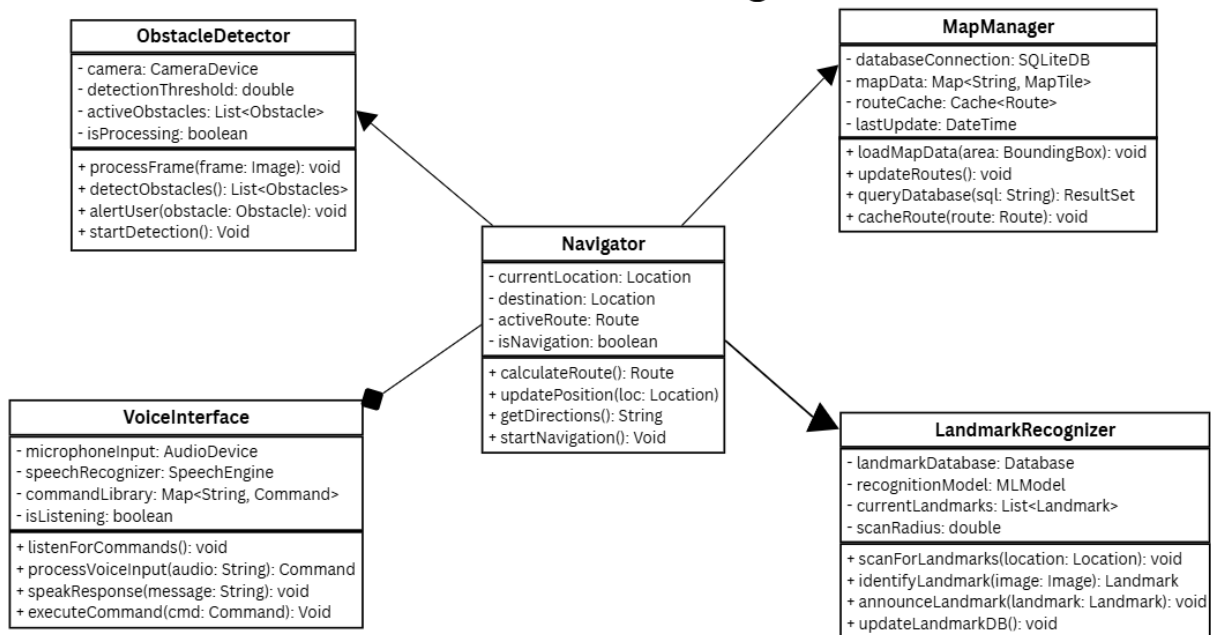 ObstacleDetector
- camera: CameraDevice
- detectionThreshold: double
- activeObstacles: List<Obstacle>
- isProcessing: boolean
+ processFrame(frame: Image): void
+ detectObstacles(): List<Obstacles>
+ alertUser(obstacle: Obstacle): void
+ startDetection(): Void
MapManager
- databaseConnection: SQLiteDB
- mapData: Map<String, MapTile>
- routeCache: Cache<Route>
- lastUpdate: DateTime
+ loadMapData(area: BoundingBox): void
+ updateRoutes(): void
+ queryDatabase(sql: String): ResultSet
+ cacheRoute(route: Route): void
Navigator
- currentLocation: Location
- destination: Location
- activeRoute: Route
- isNavigation: boolean
+ calculateRoute(): Route
+ updatePosition(loc: Location)
+ getDirections(): String
+ startNavigation(): Void
VoiceInterface
- microphoneInput: AudioDevice
- speechRecognizer: SpeechEngine
- commandLibrary: Map<String, Command>
- isListening: boolean
+ listenForCommands(): void
+ processVoiceInput(audio: String): Command
+ speakResponse(message: String): void
+ executeCommand(cmd: Command): Void
LandmarkRecognizer
- landmarkDatabase: Database
- recognitionModel: MLModel
- currentLandmarks: List<Landmark>
- scanRadius: double
+ scanForLandmarks(location: Location): void
+ identifyLandmark(image: Image): Landmark
+ announceLandmark(landmark: Landmark): void
+ updateLandmarkDB(): void